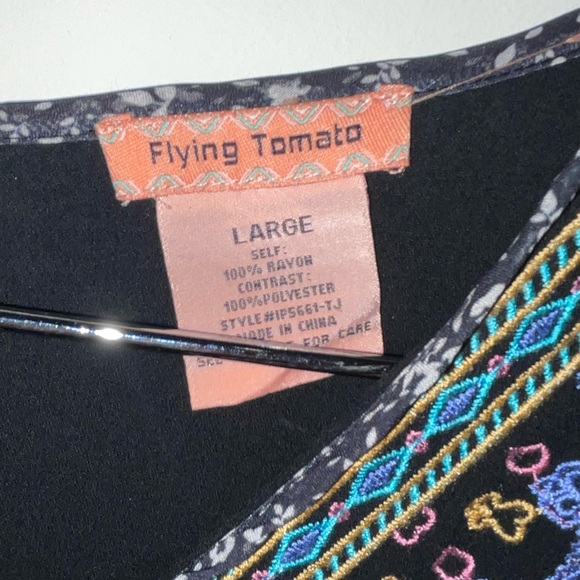 Flying Tomato
LARGE
SELF:
100% RAYON
CONTRAST:
100%POLYESTER
STYLE#IP5661-TJ
MADE IN CHINA
FOR CARE